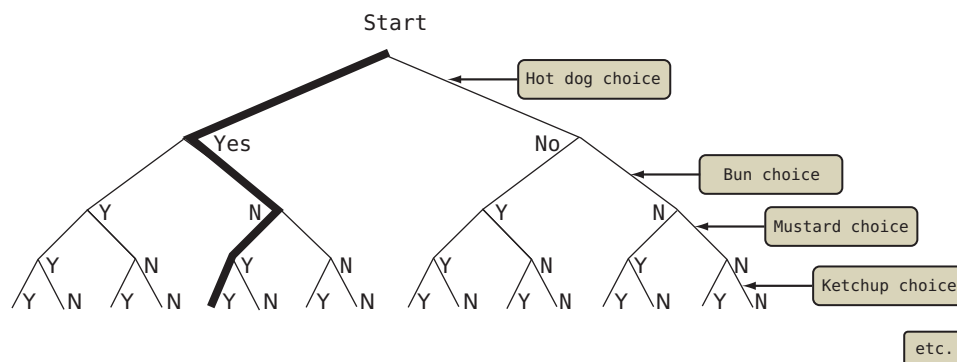 Start
Hot dog choice
Yes No
Bun choice
Y N Y N
Mustard choice
Y N Y N Y N Y N
Ketchup choice
Y N Y N Y N Y N Y N Y N Y N Y N
etc.